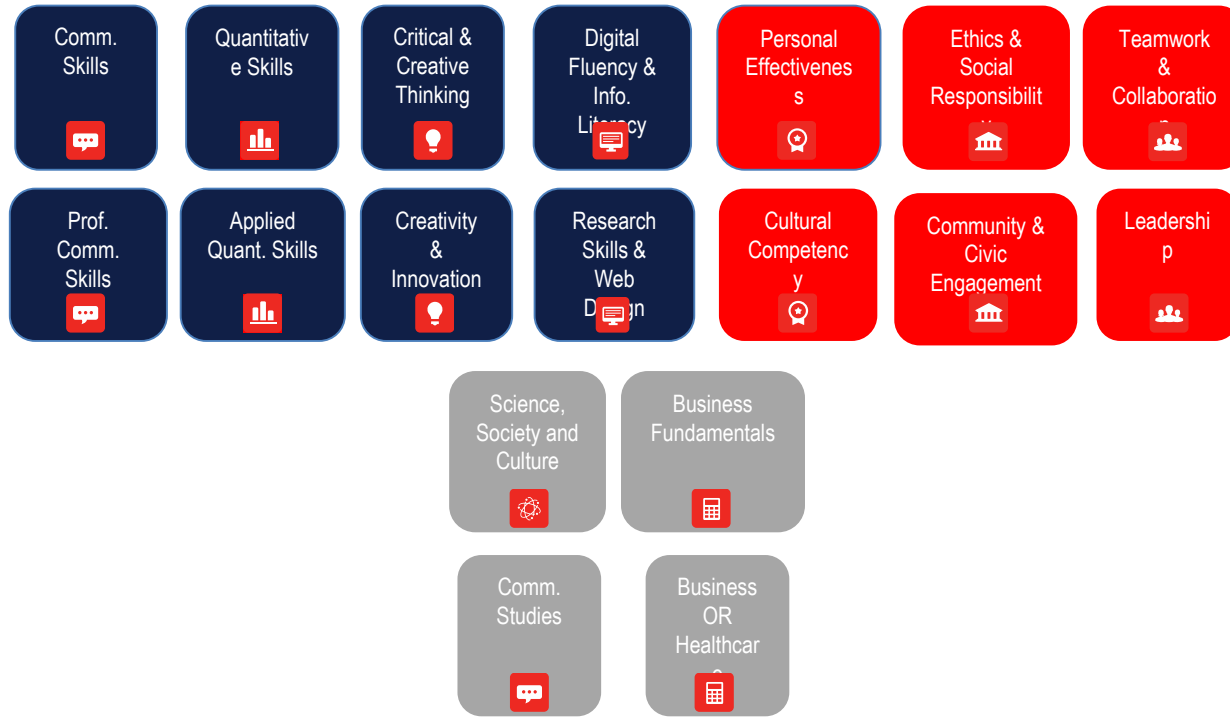 Comm.
Skills
Quantitativ
e Skills
Critical &
Creative
Thinking
Digital
Fluency &
Info.
Literacy
Personal
Effectivenes
s
Ethics &
Social
Responsibilit
y
Teamwork
&
Collaboratio
n
Prof.
Comm.
Skills
Applied
Quant. Skills
Creativity
&
Innovation
Research
Skills &
Web
Design
Cultural
Competenc
y
Community &
Civic
Engagement
Leadershi
p
Science,
Society and
Culture
Business
Fundamentals
Comm.
Studies
Business
OR
Healthcar
e